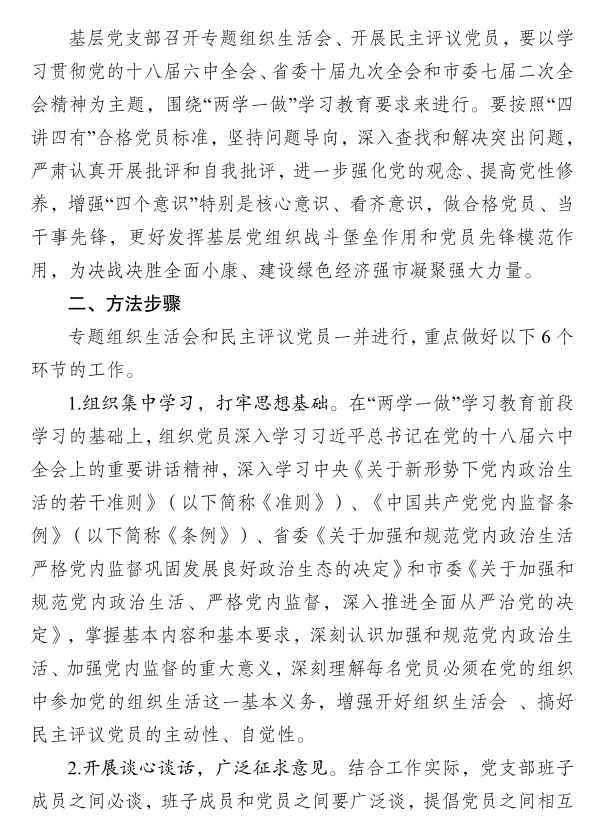 基层党支部召开专题组织生活会、开展民主评议党员，要以学
习贯彻党的十八届六中全会、省委十届九次全会和市委七届二次全
会精神为主题，围绕“两学一做”学习教育要求来进行。要按照“四
讲四有”合格党员标准，坚持问题导向，深入查找和解决突出问题，
严肃认真开展批评和自我批评，进一步强化党的观念、提高党性修
养，增强“四个意识”特别是核心意识、看齐意识，做合格党员、当
干事先锋，更好发挥基层党组织战斗堡垒作用和党员先锋模范作
用，为决战决胜全面小康、建设绿色经济强市凝聚强大力量。
二、方法步骤
专题组织生活会和民主评议党员一并进行，重点做好以下 6 个
环节的工作。
1.组织集中学习，打牢思想基础。在“两学一做”学习教育前段
学习的基础上，组织党员深入学习习近平总书记在党的十八届六中
全会上的重要讲话精神，深入学习中央《关于新形势下党内政治生
活的若干准则》（以下简称《准则》）、《中国共产党党内监督条
例》（以下简称《条例》）、省委《关于加强和规范党内政治生活
严格党内监督巩固发展良好政治生态的决定》和市委《关于加强和
规范党内政治生活、严格党内监督，深入推进全面从严治党的决
定》，掌握基本内容和基本要求，深刻认识加强和规范党内政治生
活、加强党内监督的重大意义，深刻理解每名党员必须在党的组织
中参加党的组织生活这一基本义务，增强开好组织生活会 、搞好
民主评议党员的主动性、自觉性。
2.开展谈心谈话，广泛征求意见。结合工作实际，党支部班子
成员之间必谈，班子成员和党员之间要广泛谈，提倡党员之间相互